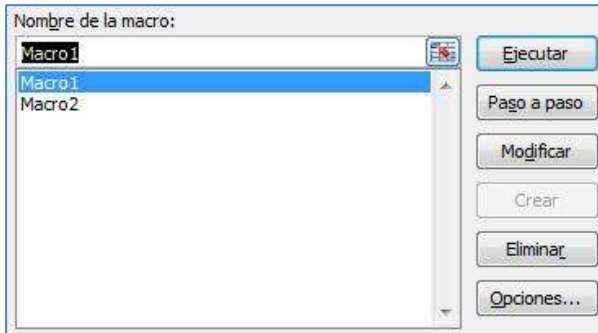 Nombre de la macro:
Macro1
Macro1
Macro2
Ejecutar
Paso a paso
Modificar
Crear
Eliminar
Opciones...